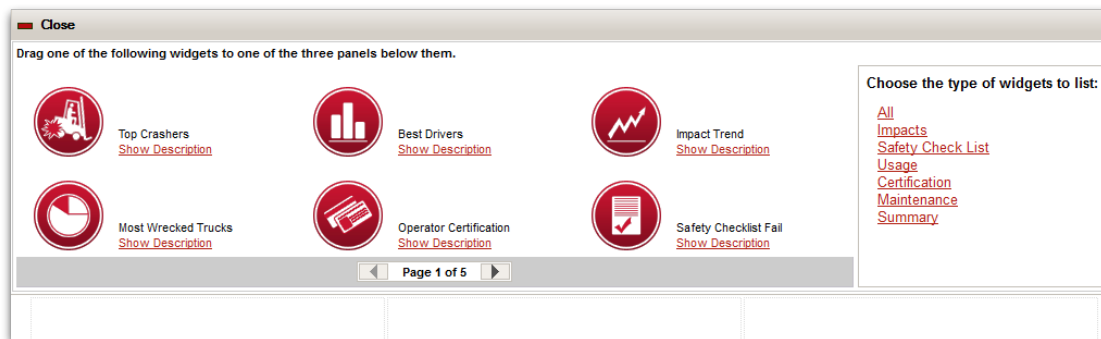 Close
Drag one of the following widgets to one of the three panels below them.
Top Crashers
Show Description
Best Drivers
Show Description
Impact Trend
Show Description
Most Wrecked Trucks
Show Description
Operator Certification
Show Description
Safety Checklist Fail
Show Description
Page 1 of 5
Choose the type of widgets to list:
All
Impacts
Safety Check List
Usage
Certification
Maintenance
Summary